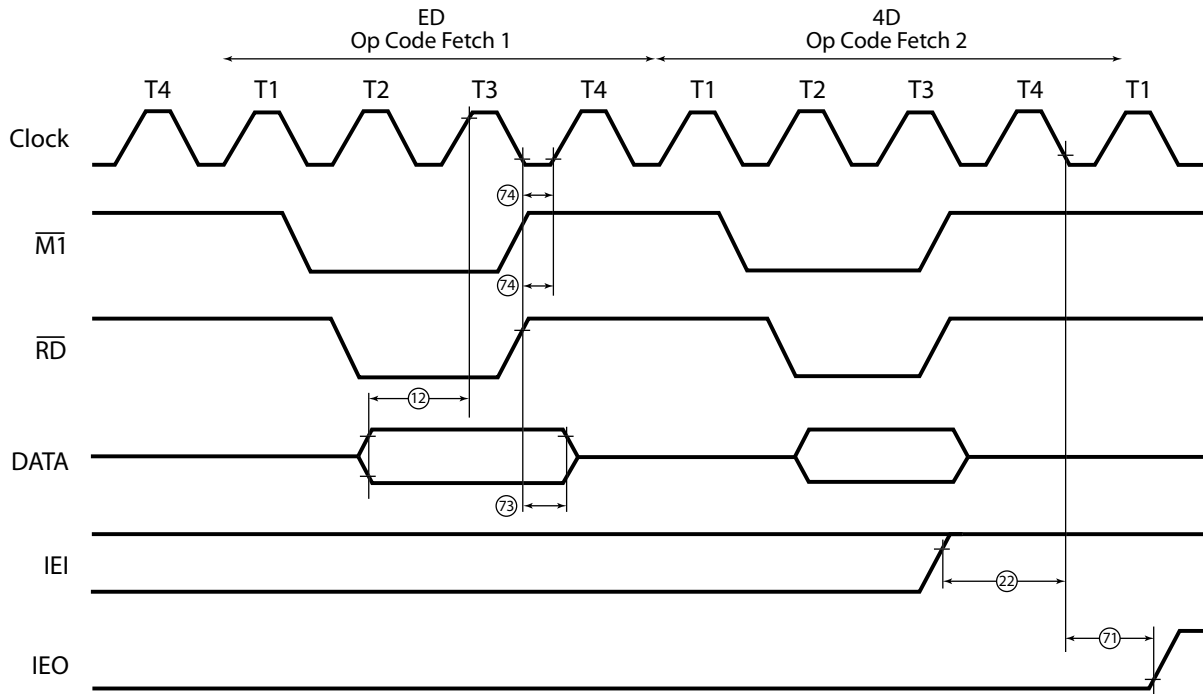 ED
Op Code Fetch 1
4D
Op Code Fetch 2
T4 T1 T2 T3 T4 T1 T2 T3 T4 T1
Clock
74
M1
74
RD
12
DATA
73
IEI
22
71
IEO